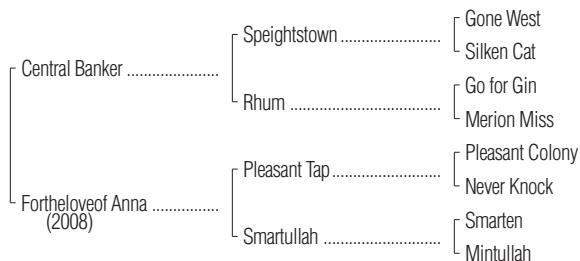 Gone West
Speightstown
Silken Cat
Central Banker
Go for Gin
Rhum
Merion Miss
Pleasant Colony
Pleasant Tap
Never Knock
Fortheloveof Anna
(2008)
Smarten
Smartullah
Mintullah